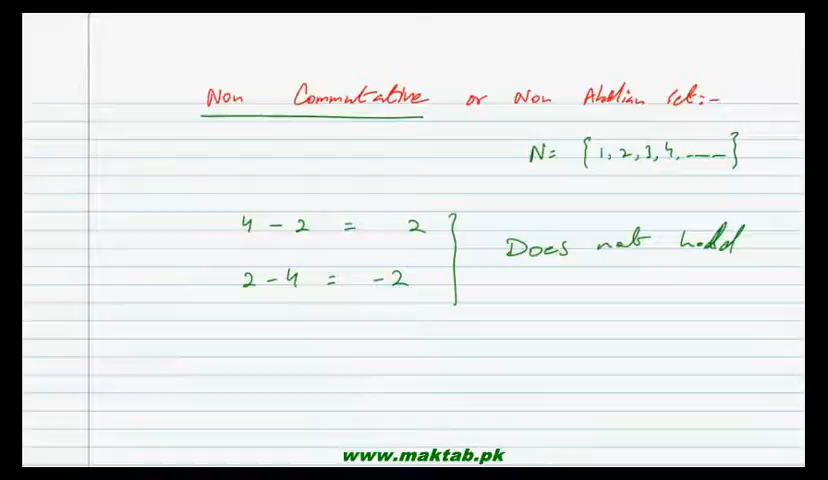 Non Commutative or Non Abelian Set:-
N= {1, 2, 3, 4, ......}
4 - 2 = 2
2 - 4 = -2
Does not hold
www.maktab.pk